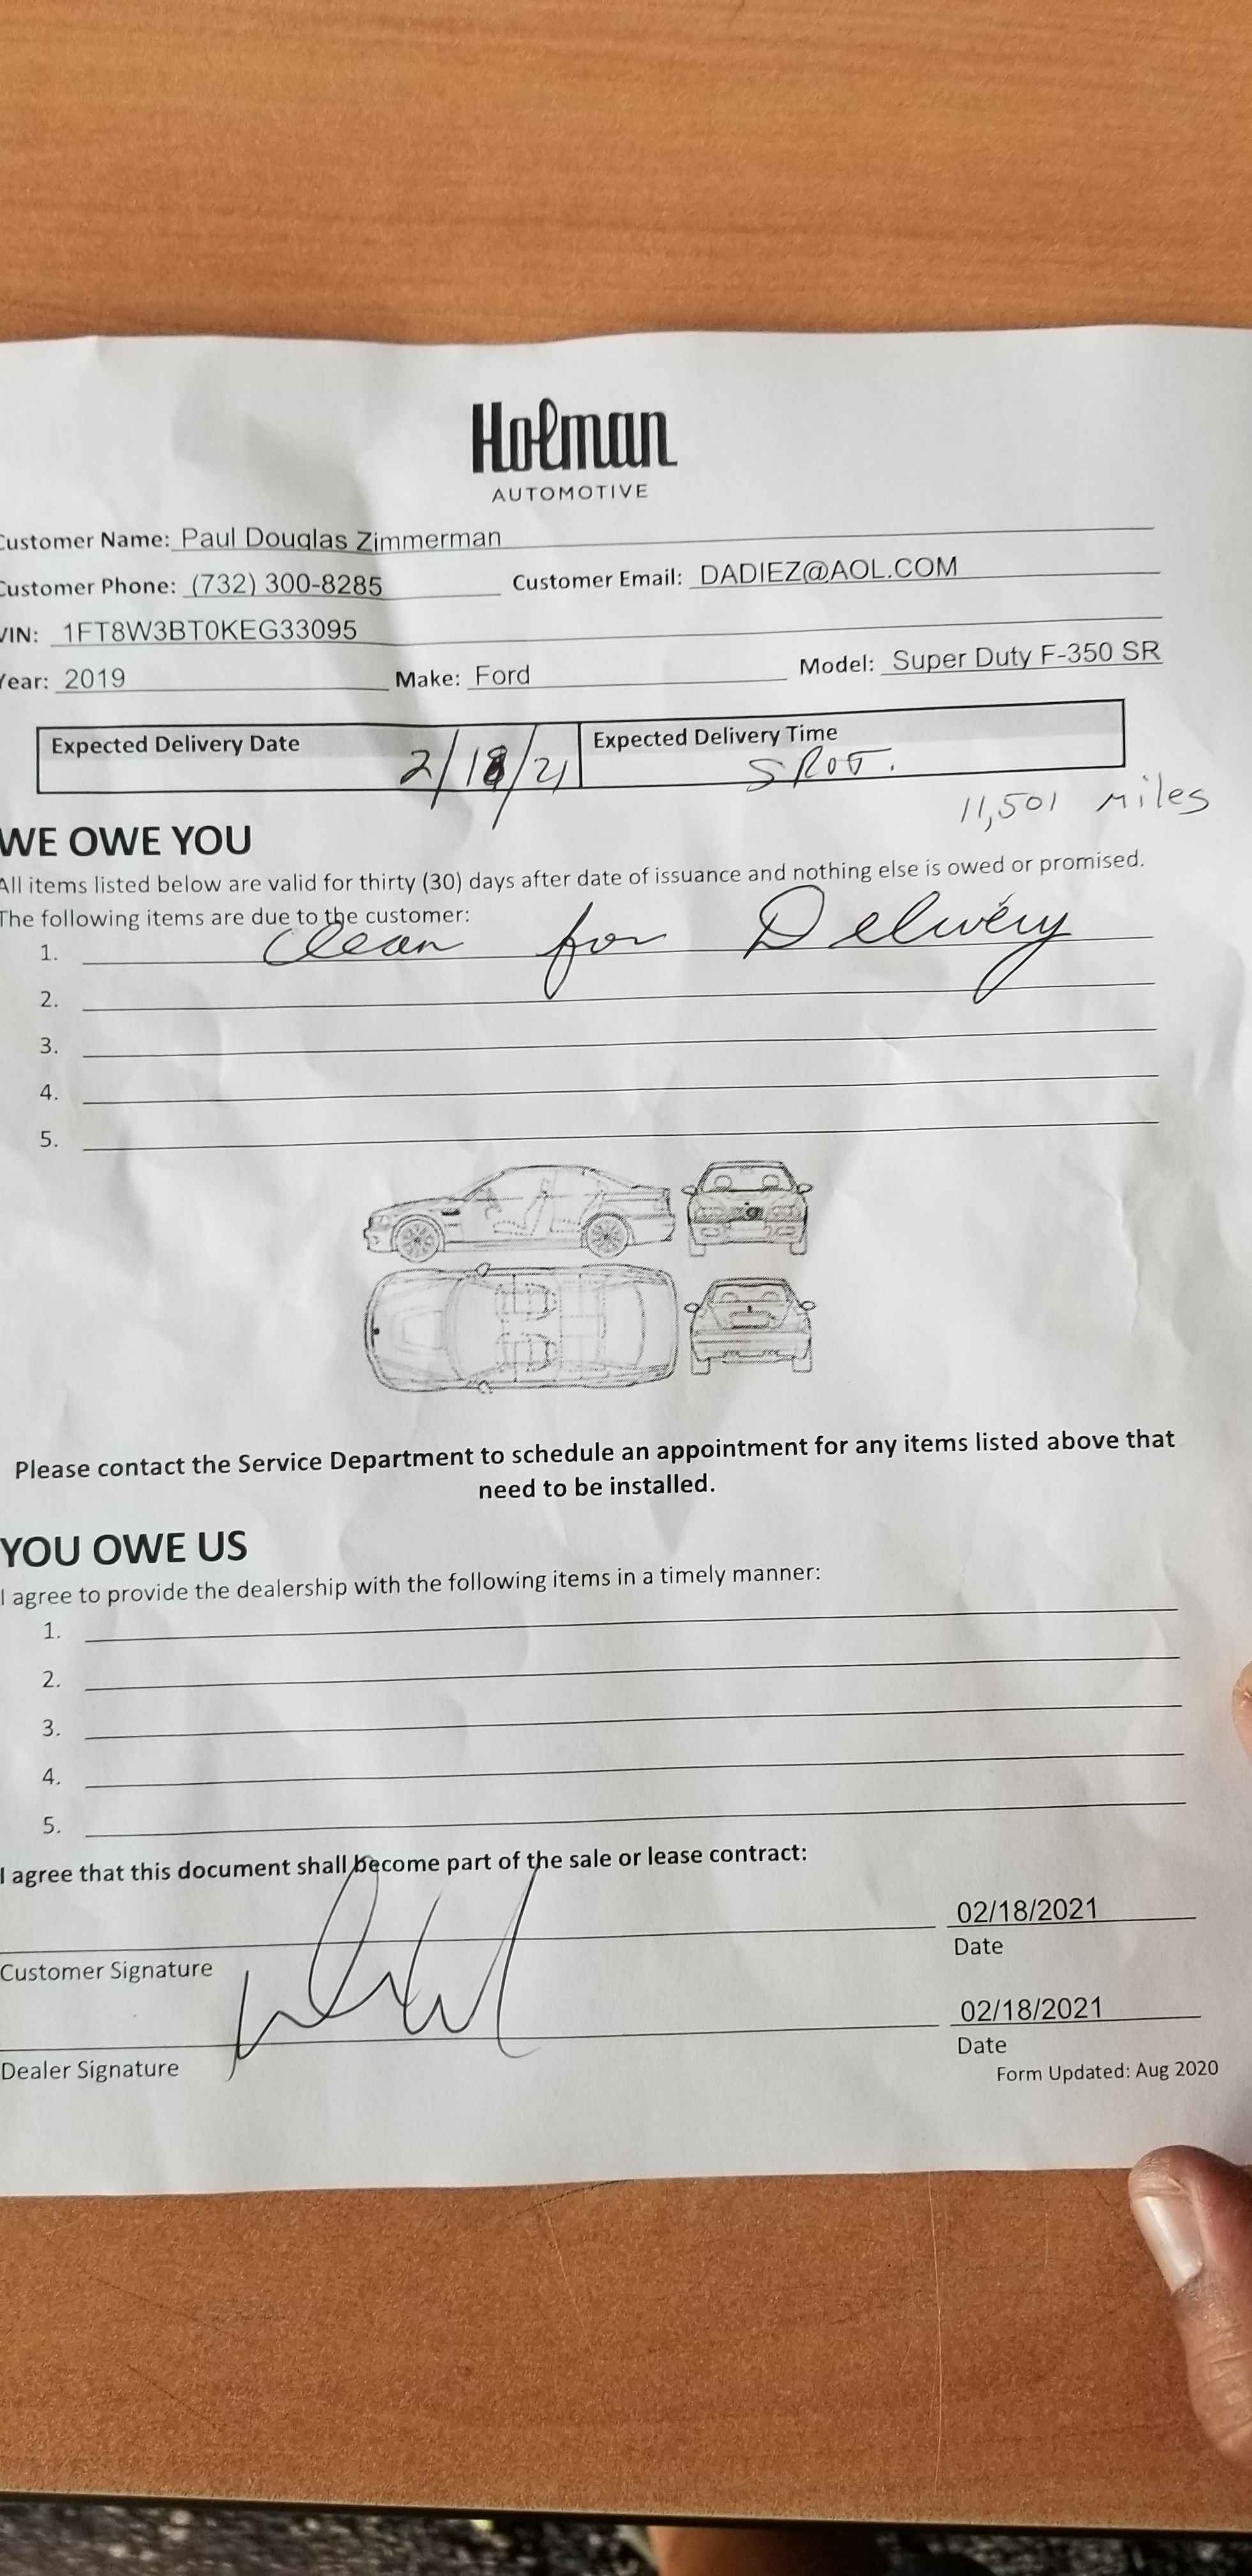 Holman
AUTOMOTIVE
Customer Name: Paul Douglas Zimmerman
Customer Phone: (732) 300-8285 Customer Email: DADIEZ@AOL.COM
VIN: 1FT8W3BT0KEG33095
Year: 2019 Make: Ford Model: Super Duty F-350 SR
Expected Delivery Date 2/18/21 Expected Delivery Time SPOT.
11,501 miles
WE OWE YOU
All items listed below are valid for thirty (30) days after date of issuance and nothing else is owed or promised.
The following items are due to the customer:
1. Clean for Delivery
2.
3.
4.
5.
Please contact the Service Department to schedule an appointment for any items listed above that
need to be installed.
YOU OWE US
I agree to provide the dealership with the following items in a timely manner:
1.
2.
3.
4.
5.
I agree that this document shall become part of the sale or lease contract:
02/18/2021
Customer Signature Date
02/18/2021
Dealer Signature Date
Form Updated: Aug 2020